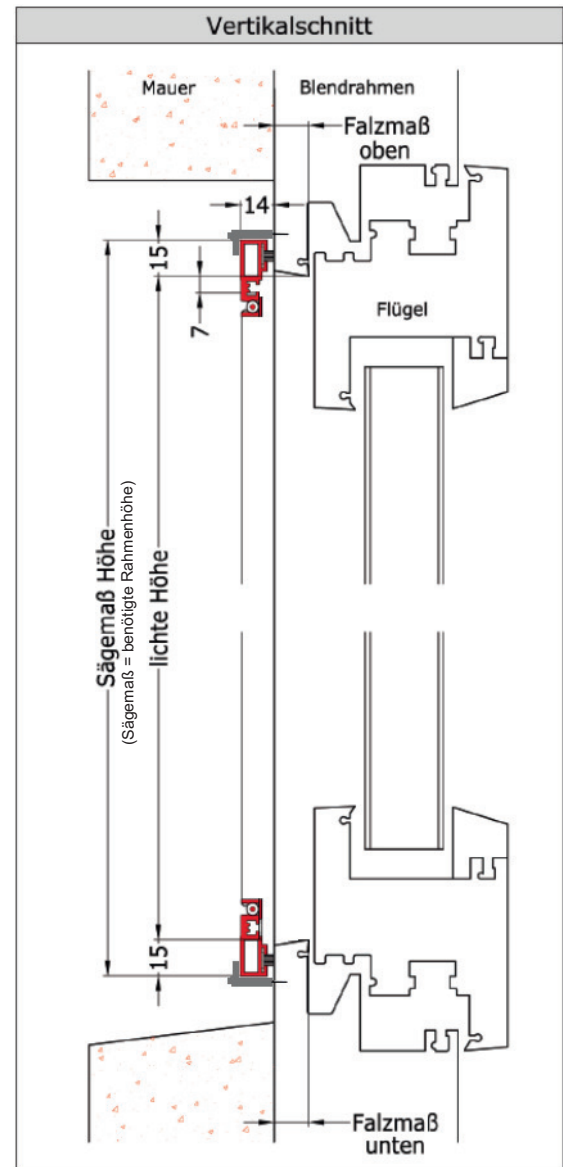 Vertikalschnitt
Mauer
Blendrahmen
Falzmaß
oben
14
15
7
Flügel
Sägemaß Höhe
(Sägemaß = benötigte Rahmenhöhe)
lichte Höhe
15
Falzmaß
unten